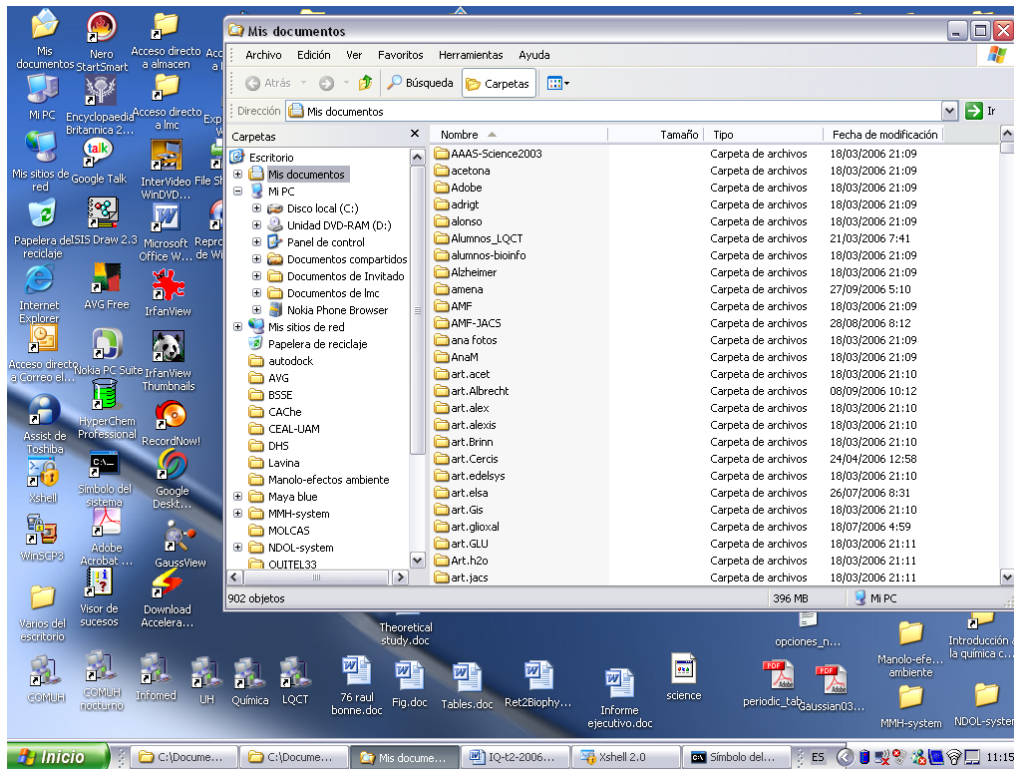 Mis documentos
Nero StartSmart
Acceso directo a almacen
Mi PC
Encyclopaedia Britannica 2...
Acceso directo a lmc
Mis sitios de red
Google Talk
InterVideo WinDVD...
File
Papelera de reciclaje
ISIS Draw 2.3
Microsoft Office W...
Internet Explorer
AVG Free
IrfanView
Acceso directo a Correo el...
Nokia PC Suite
IrfanView Thumbnails
Assist de Toshiba
HyperChem Professional
RecordNow!
Xshell
Símbolo del sistema
Google Deskt...
WinSCP3
Adobe Acrobat ...
GaussView
Varios del escritorio
Visor de sucesos
Download Accelera...
Mis documentos
Archivo Edición Ver Favoritos Herramientas Ayuda
Atrás Búsqueda Carpetas
Dirección Mis documentos Ir
Carpetas
Escritorio
Mis documentos
Mi PC
Disco local (C:)
Unidad DVD-RAM (D:)
Panel de control
Documentos compartidos
Documentos de Invitado
Documentos de lmc
Nokia Phone Browser
Mis sitios de red
Papelera de reciclaje
autodock
AVG
BSSE
CAChe
CEAL-UAM
DHS
Lavina
Manolo-efectos ambiente
Maya blue
MMH-system
MOLCAS
NDOL-system
OUITEL33
Nombre Tamaño Tipo Fecha de modificación
AAAS-Science2003 Carpeta de archivos 18/03/2006 21:09
acetona Carpeta de archivos 18/03/2006 21:09
Adobe Carpeta de archivos 18/03/2006 21:09
adrigt Carpeta de archivos 18/03/2006 21:09
alonso Carpeta de archivos 18/03/2006 21:09
Alumnos_LQCT Carpeta de archivos 21/03/2006 7:41
alumnos-bioinfo Carpeta de archivos 18/03/2006 21:09
Alzheimer Carpeta de archivos 18/03/2006 21:09
amena Carpeta de archivos 27/09/2006 5:10
AMF Carpeta de archivos 18/03/2006 21:09
AMF-JACS Carpeta de archivos 28/08/2006 8:12
ana fotos Carpeta de archivos 18/03/2006 21:09
AnaM Carpeta de archivos 18/03/2006 21:09
art.acet Carpeta de archivos 18/03/2006 21:10
art.Albrecht Carpeta de archivos 08/09/2006 10:12
art.alex Carpeta de archivos 18/03/2006 21:10
art.alexis Carpeta de archivos 18/03/2006 21:10
art.Brinn Carpeta de archivos 18/03/2006 21:10
art.Cercis Carpeta de archivos 24/04/2006 12:58
art.edelsys Carpeta de archivos 18/03/2006 21:10
art.elsa Carpeta de archivos 26/07/2006 8:31
art.Gis Carpeta de archivos 18/03/2006 21:10
art.glioxal Carpeta de archivos 18/07/2006 4:59
art.GLU Carpeta de archivos 18/03/2006 21:11
Art.h2o Carpeta de archivos 18/03/2006 21:11
art.jacs Carpeta de archivos 18/03/2006 21:11
902 objetos 396 MB Mi PC
Theoretical study.doc
opciones_n...
Manolo-efe... ambiente
Introducción a la química c...
COMUH
COMUH nocturno
Infomed
UH
Química
LQCT
76 raul bonne.doc
Fig.doc
Tables.doc
Ret2Biophy...
Informe ejecutivo.doc
science
periodic_tab
Gaussian03...
MMH-system
NDOL-system
Inicio C:\Docume... C:\Docume... Mis docume... IQ-t2-2006... Xshell 2.0 Símbolo del... ES 11:15